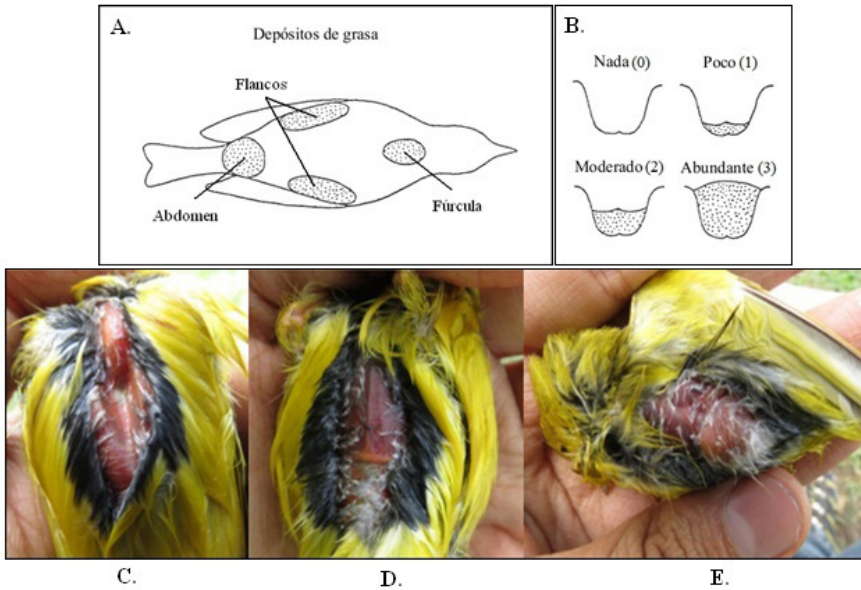 A.
Depósitos de grasa
Flancos
Abdomen
Fúrcula
B.
Nada (0)
Poco (1)
Moderado (2)
Abundante (3)
C.
D.
E.